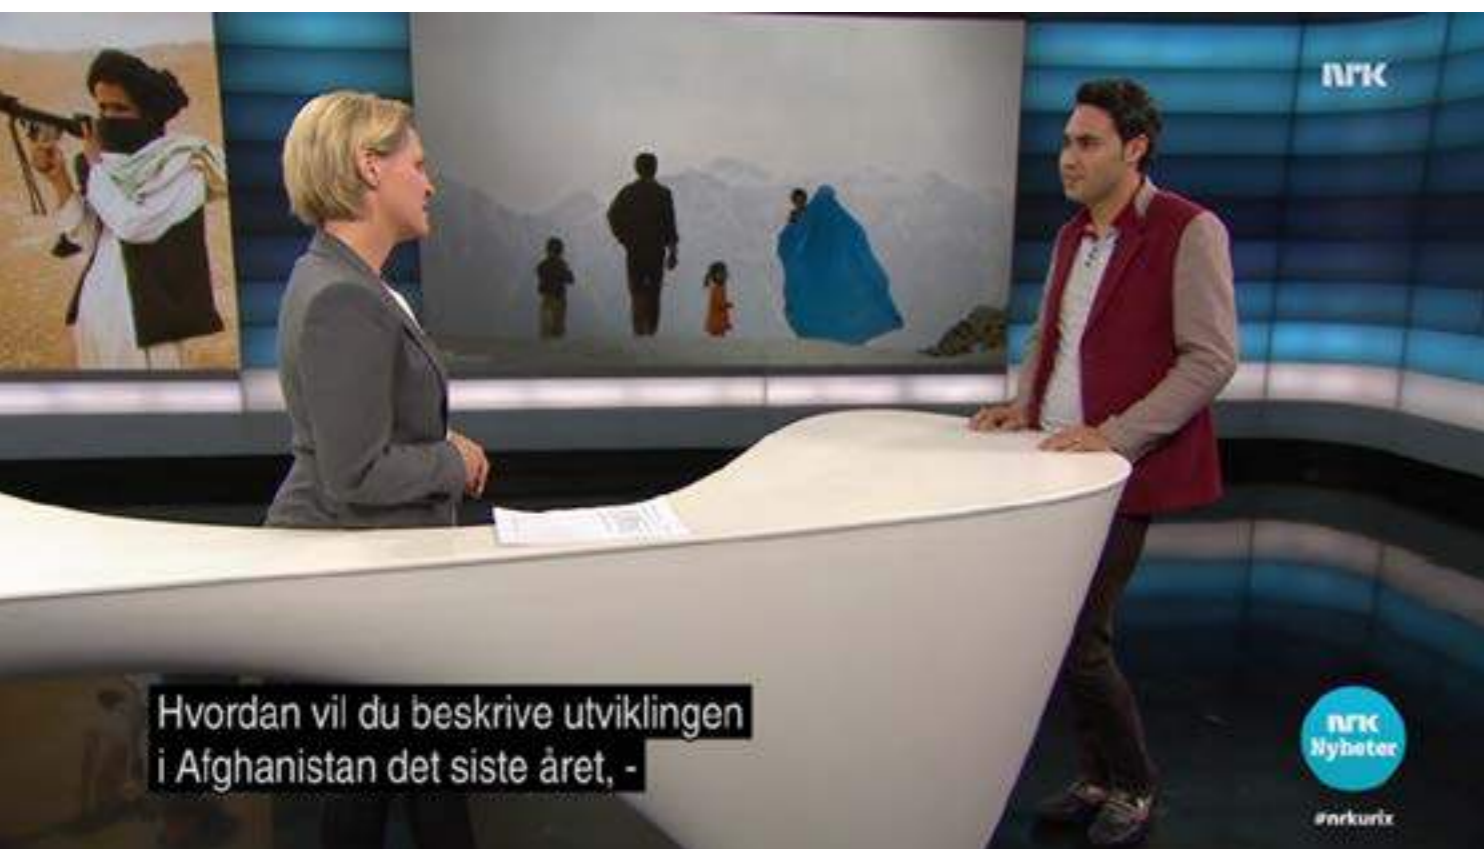 nrk
Hvordan vil du beskrive utviklingen
i Afghanistan det siste året, -
nrk
Nyheter
#nrkurix